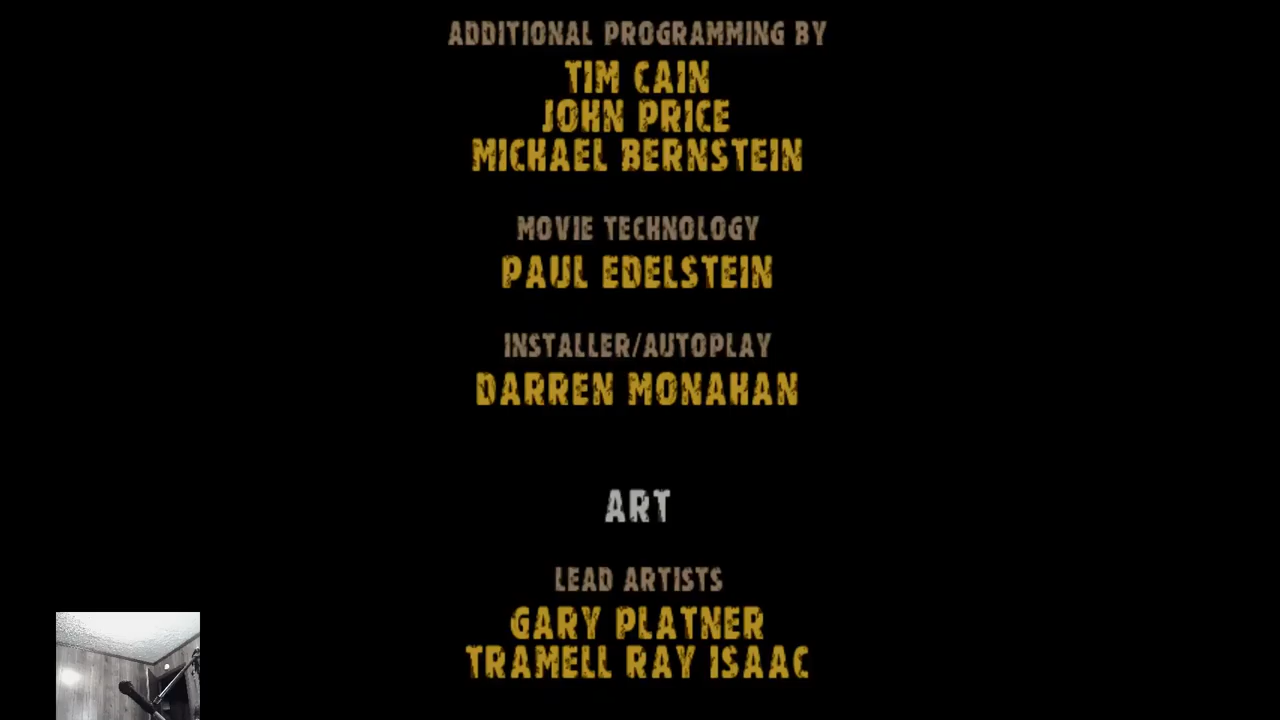 ADDITIONAL PROGRAMMING BY
TIM CAIN
JOHN PRICE
MICHAEL BERNSTEIN
MOVIE TECHNOLOGY
PAUL EDELSTEIN
INSTALLER/AUTOPLAY
DARREN MONAHAN
ART
LEAD ARTISTS
GARY PLATNER
TRAMELL RAY ISAAC